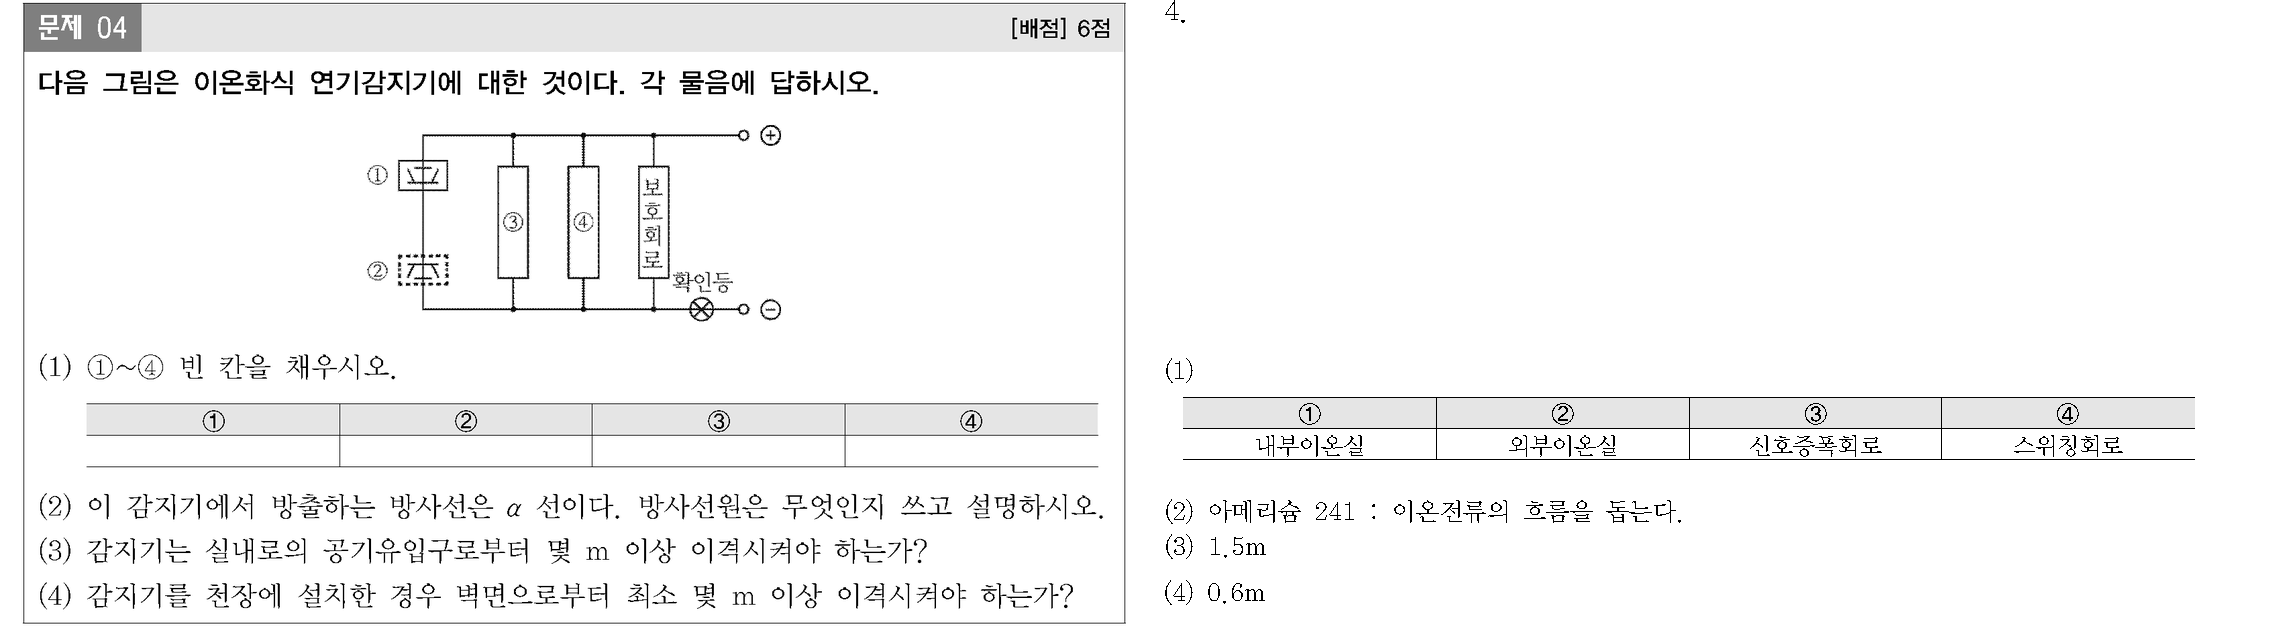 문제 04 [배점] 6점
다음 그림은 이온화식 연기감지기에 대한 것이다. 각 물음에 답하시오.
⊕
①
②
③
④
보호회로
확인등
⊖
(1) ①~④ 빈 칸을 채우시오.
① ② ③ ④
(2) 이 감지기에서 방출하는 방사선은 α 선이다. 방사선원은 무엇인지 쓰고 설명하시오.
(3) 감지기는 실내로의 공기유입구로부터 몇 m 이상 이격시켜야 하는가?
(4) 감지기를 천장에 설치한 경우 벽면으로부터 최소 몇 m 이상 이격시켜야 하는가?
4.
(1)
① ② ③ ④
내부이온실 외부이온실 신호증폭회로 스위칭회로
(2) 아메리슘 241 : 이온전류의 흐름을 돕는다.
(3) 1.5m
(4) 0.6m